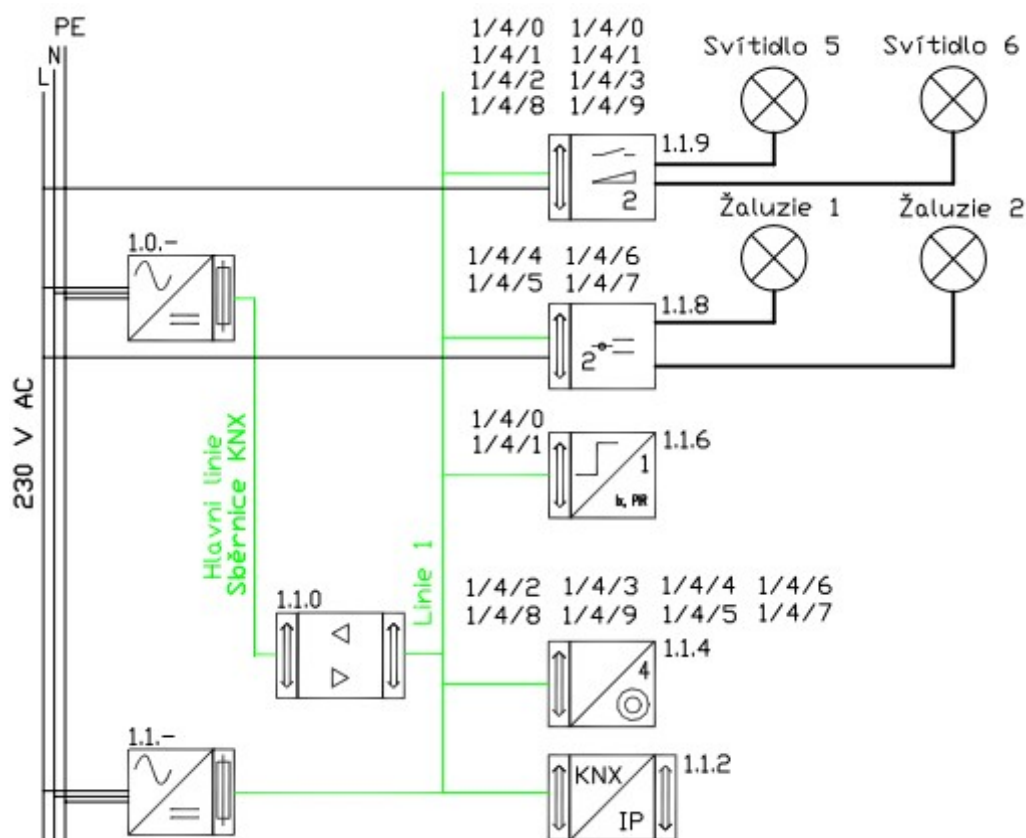 PE
N
L
1/4/0 1/4/0
1/4/1 1/4/1
1/4/2 1/4/3
1/4/8 1/4/9
Svítidlo 5
Svítidlo 6
1.1.9
2
Žaluzie 1
Žaluzie 2
1.0.-
1/4/4 1/4/6
1/4/5 1/4/7
1.1.8
2
230 V AC
Hlavní linie
Sběrnice KNX
Linie 1
1/4/0
1/4/1
1.1.6
1
lx, PIR
1/4/2 1/4/3 1/4/4 1/4/6
1/4/8 1/4/9 1/4/5 1/4/7
1.1.0
1.1.4
4
1.1.-
1.1.2
KNX
IP